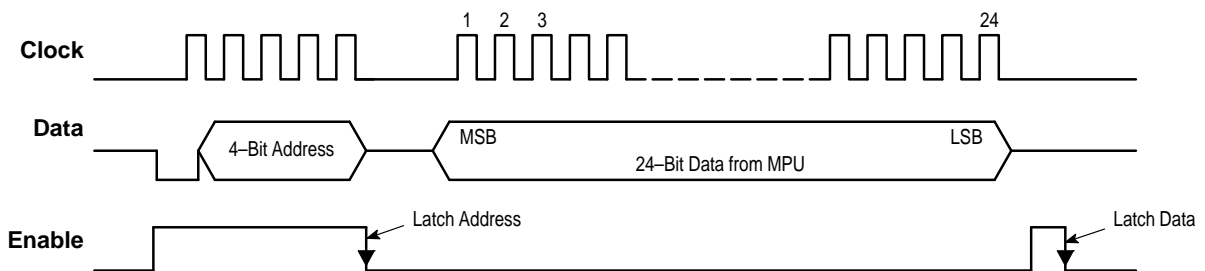 1 2 3 24
Clock
Data
4–Bit Address
MSB
LSB
24–Bit Data from MPU
Enable
Latch Address
Latch Data